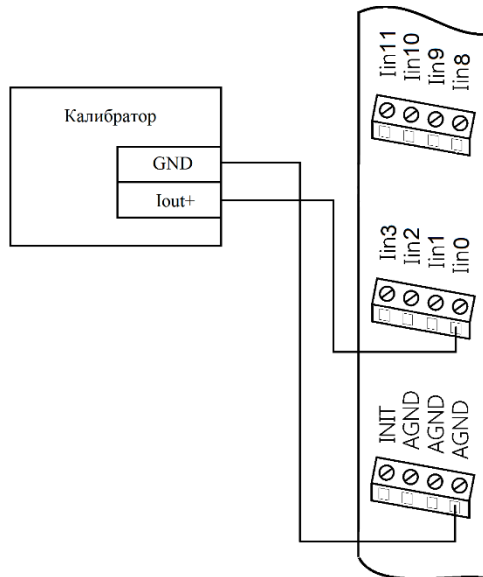 Калибратор
GND
Iout+
Iin11
Iin10
Iin9
Iin8
Iin3
Iin2
Iin1
Iin0
INIT
AGND
AGND
AGND